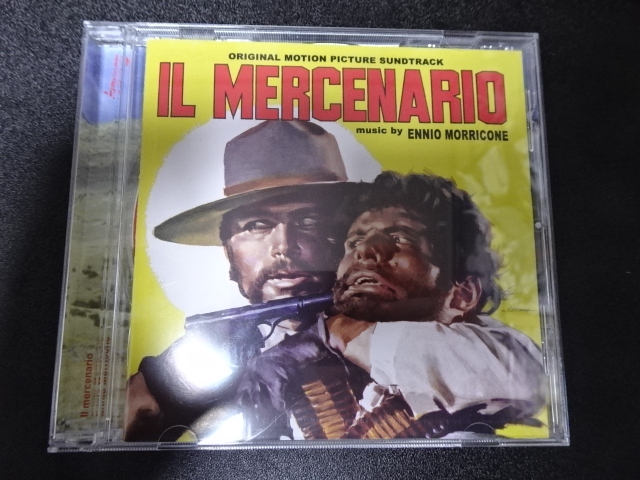 ORIGINAL MOTION PICTURE SUNDTRACK
IL MERCENARIO
music by ENNIO MORRICONE
Il mercenario